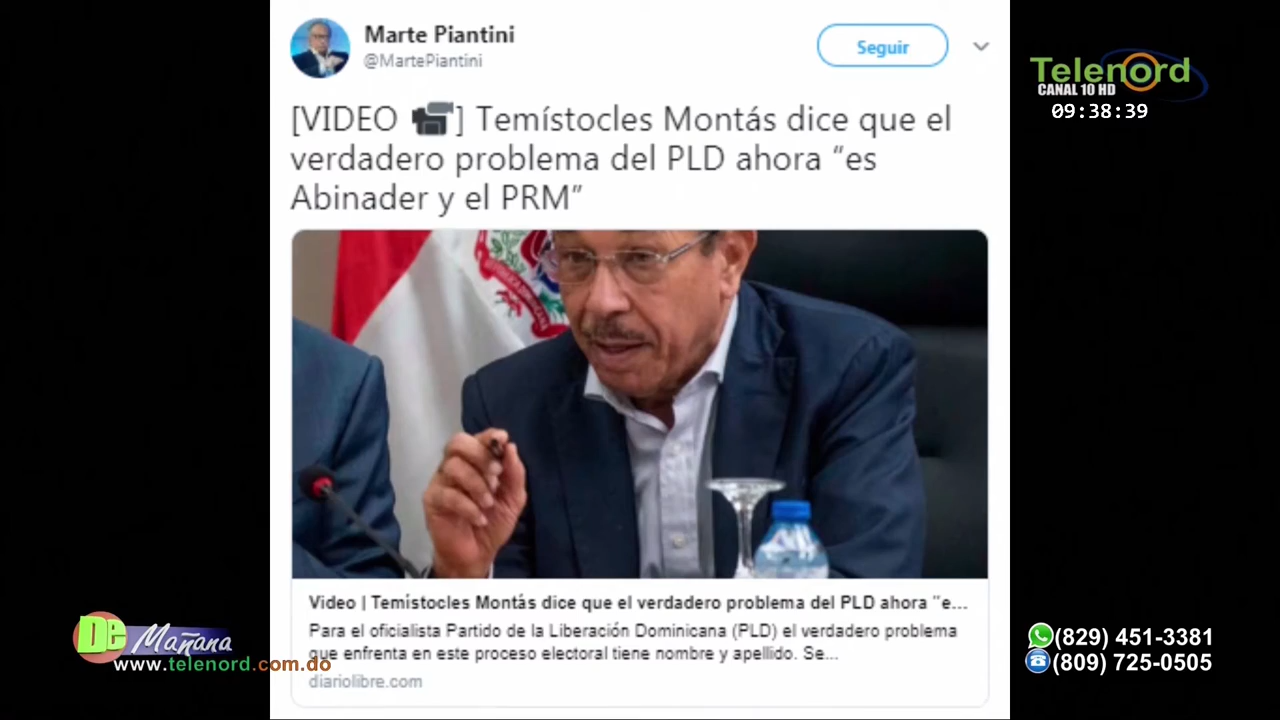 Marte Piantini
@MartePiantini
Seguir
[VIDEO 📹] Temístocles Montás dice que el
verdadero problema del PLD ahora “es
Abinader y el PRM”
Video | Temístocles Montás dice que el verdadero problema del PLD ahora “e...
Para el oficialista Partido de la Liberación Dominicana (PLD) el verdadero problema
que enfrenta en este proceso electoral tiene nombre y apellido. Se...
diariolibre.com
Telenord
CANAL 10 HD
09:38:39
De Mañana
www.telenord.com.do
(829) 451-3381
(809) 725-0505